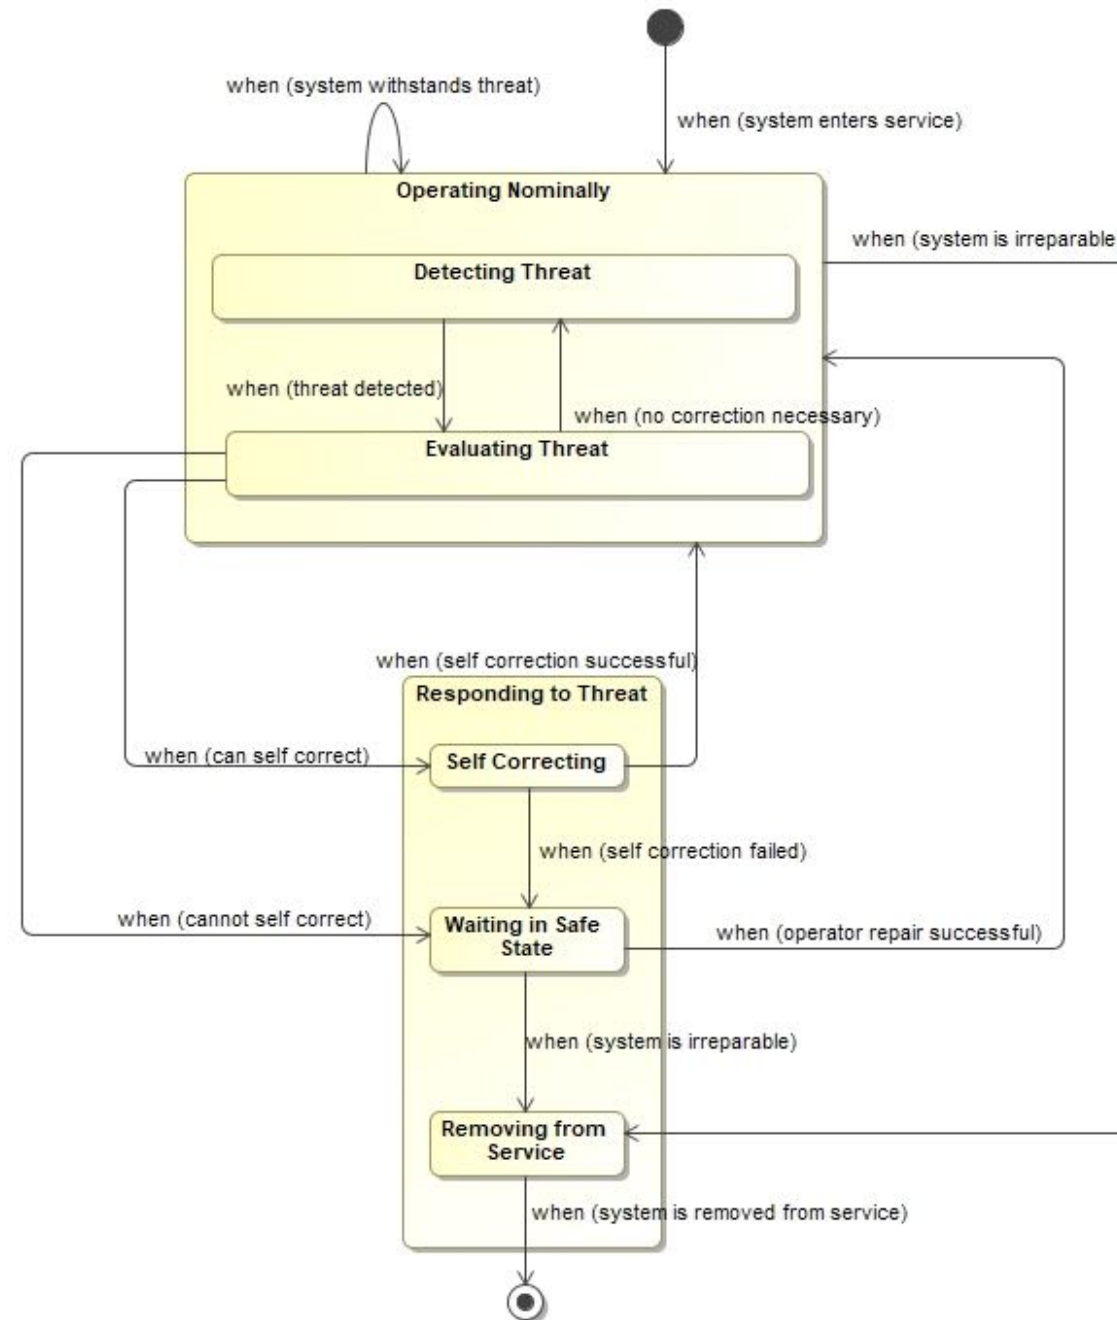 when (system withstands threat)
when (system enters service)
Operating Nominally
when (system is irreparable
Detecting Threat
when (threat detected)
when (no correction necessary)
Evaluating Threat
when (self correction successful)
Responding to Threat
when (can self correct)
Self Correcting
when (self correction failed)
when (cannot self correct)
Waiting in Safe
State
when (operator repair successful)
when (system is irreparable)
Removing from
Service
when (system is removed from service)